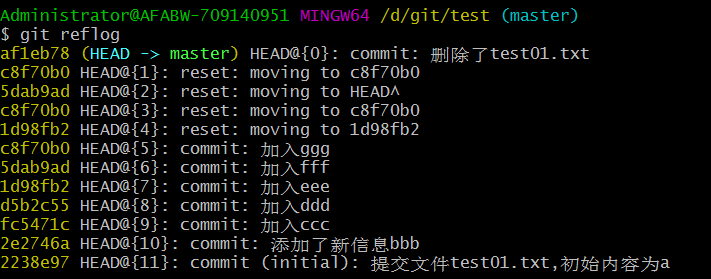 Administrator@AFABW-709140951 MINGW64 /d/git/test (master)
$ git reflog
af1eb78 (HEAD -> master) HEAD@{0}: commit: 删除了test01.txt
c8f70b0 HEAD@{1}: reset: moving to c8f70b0
5dab9ad HEAD@{2}: reset: moving to HEAD^
c8f70b0 HEAD@{3}: reset: moving to c8f70b0
1d98fb2 HEAD@{4}: reset: moving to 1d98fb2
c8f70b0 HEAD@{5}: commit: 加入ggg
5dab9ad HEAD@{6}: commit: 加入fff
1d98fb2 HEAD@{7}: commit: 加入eee
d5b2c55 HEAD@{8}: commit: 加入ddd
fc5471c HEAD@{9}: commit: 加入ccc
2e2746a HEAD@{10}: commit: 添加了新信息bbb
2238e97 HEAD@{11}: commit (initial): 提交文件test01.txt,初始内容为a